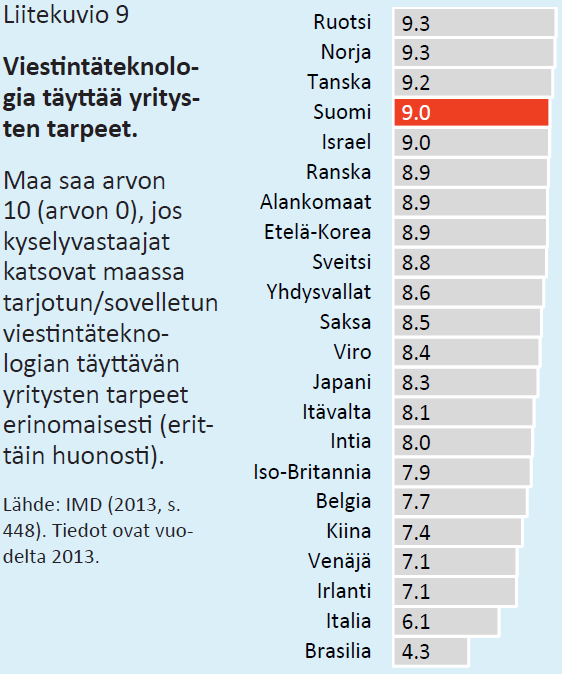 Liitekuvio 9
Viestintäteknolo-
gia täyttää yritys-
ten tarpeet.
Maa saa arvon
10 (arvon 0), jos
kyselyvastaajat
katsovat maassa
tarjotun/sovelletun
viestintätekno-
logian täyttävän
yritysten tarpeet
erinomaisesti (erit-
täin huonosti).
Lähde: IMD (2013, s.
448). Tiedot ovat vuo-
delta 2013.
Ruotsi 9.3
Norja 9.3
Tanska 9.2
Suomi 9.0
Israel 9.0
Ranska 8.9
Alankomaat 8.9
Etelä-Korea 8.9
Sveitsi 8.8
Yhdysvallat 8.6
Saksa 8.5
Viro 8.4
Japani 8.3
Itävalta 8.1
Intia 8.0
Iso-Britannia 7.9
Belgia 7.7
Kiina 7.4
Venäjä 7.1
Irlanti 7.1
Italia 6.1
Brasilia 4.3